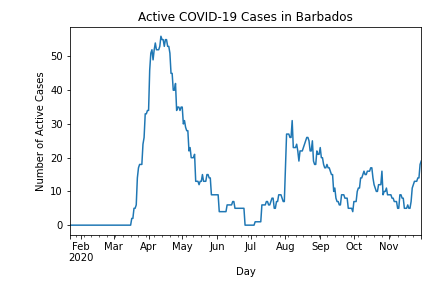 Active COVID-19 Cases in Barbados
Number of Active Cases
50
40
30
20
10
0
Feb Mar Apr May Jun Jul Aug Sep Oct Nov
2020
Day